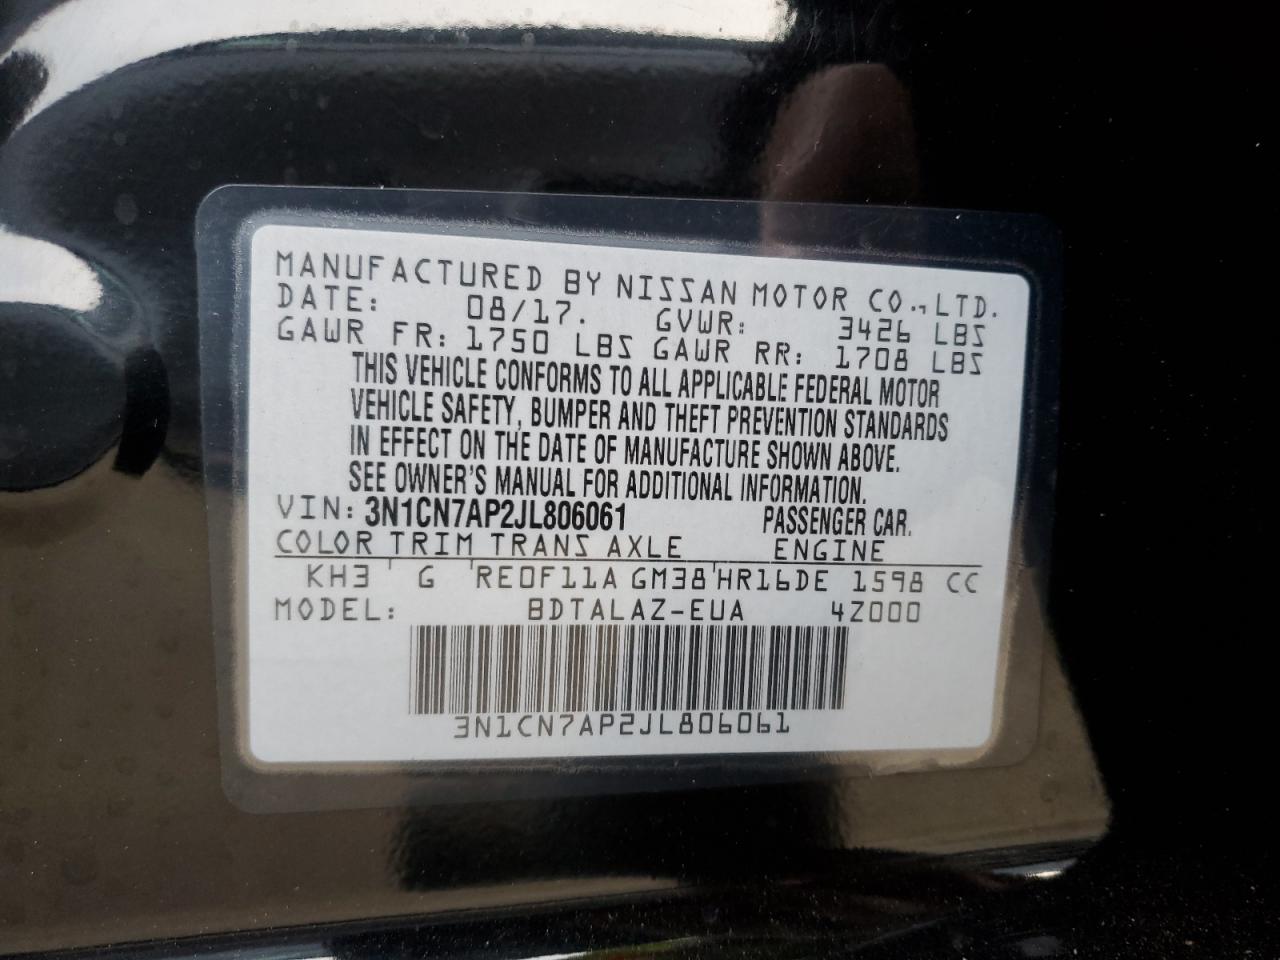 MANUFACTURED BY NISSAN MOTOR CO., LTD.
DATE: 08/17. GVWR: 3426 LBS
GAWR FR: 1750 LBS GAWR RR: 1708 LBS
THIS VEHICLE CONFORMS TO ALL APPLICABLE FEDERAL MOTOR
VEHICLE SAFETY, BUMPER AND THEFT PREVENTION STANDARDS
IN EFFECT ON THE DATE OF MANUFACTURE SHOWN ABOVE.
SEE OWNER'S MANUAL FOR ADDITIONAL INFORMATION.
VIN: 3N1CN7AP2JL806061 PASSENGER CAR.
COLOR TRIM TRANS AXLE ENGINE
KH3 ' G 'RE0F11A GM38'HR16DE 1598 CC
MODEL: BDTALAZ-EUA 4Z000
3N1CN7AP2JL806061